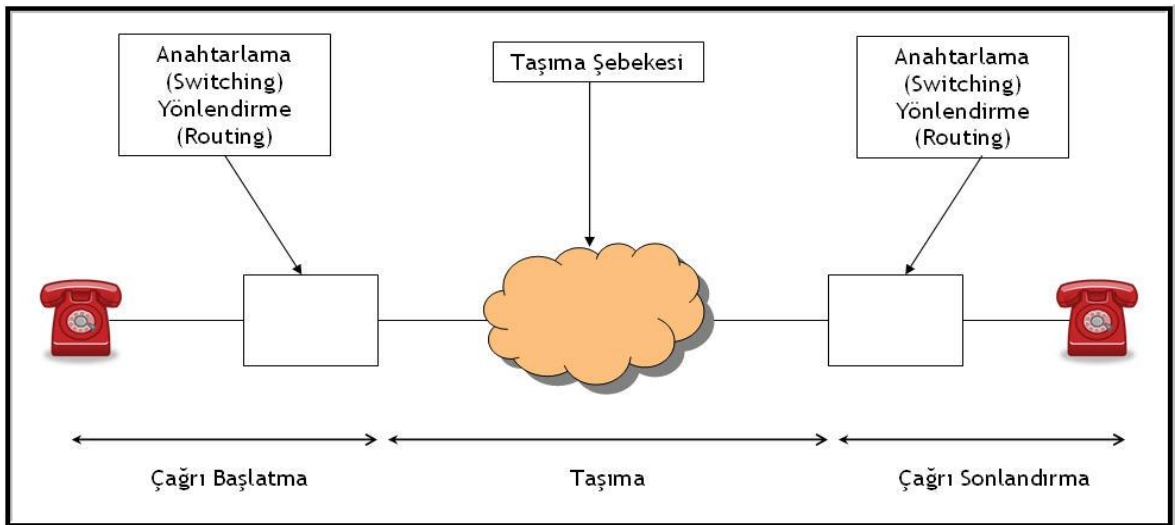 Anahtarlama
(Switching)
Yönlendirme
(Routing)
Taşıma Şebekesi
Anahtarlama
(Switching)
Yönlendirme
(Routing)
Çağrı Başlatma
Taşıma
Çağrı Sonlandırma